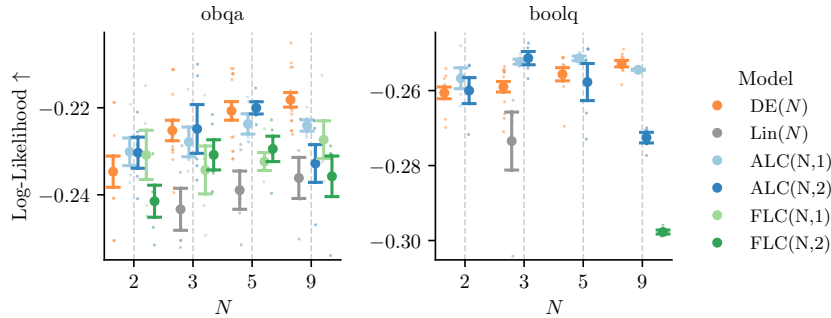 obqa
boolq
Log-Likelihood ↑
−0.22
−0.24
2
3
5
9
N
−0.26
−0.28
−0.30
2
3
5
9
N
Model
DE(N)
Lin(N)
ALC(N,1)
ALC(N,2)
FLC(N,1)
FLC(N,2)